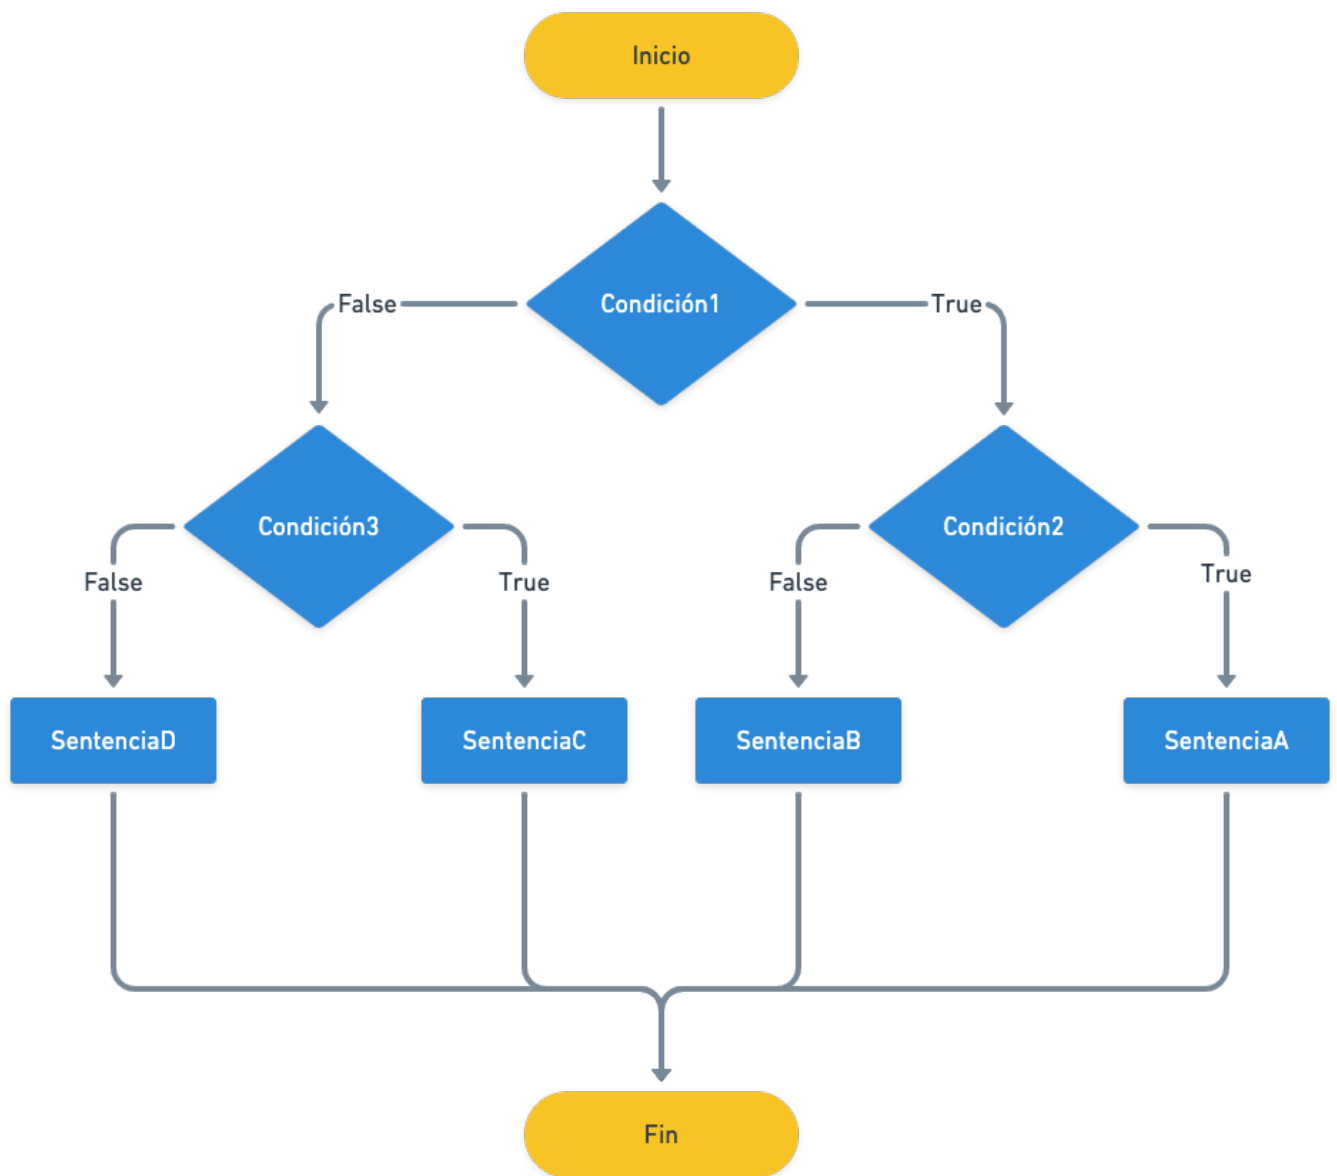 Inicio
Condición1
False
True
Condición3
Condición2
False
True
False
True
SentenciaD
SentenciaC
SentenciaB
SentenciaA
Fin